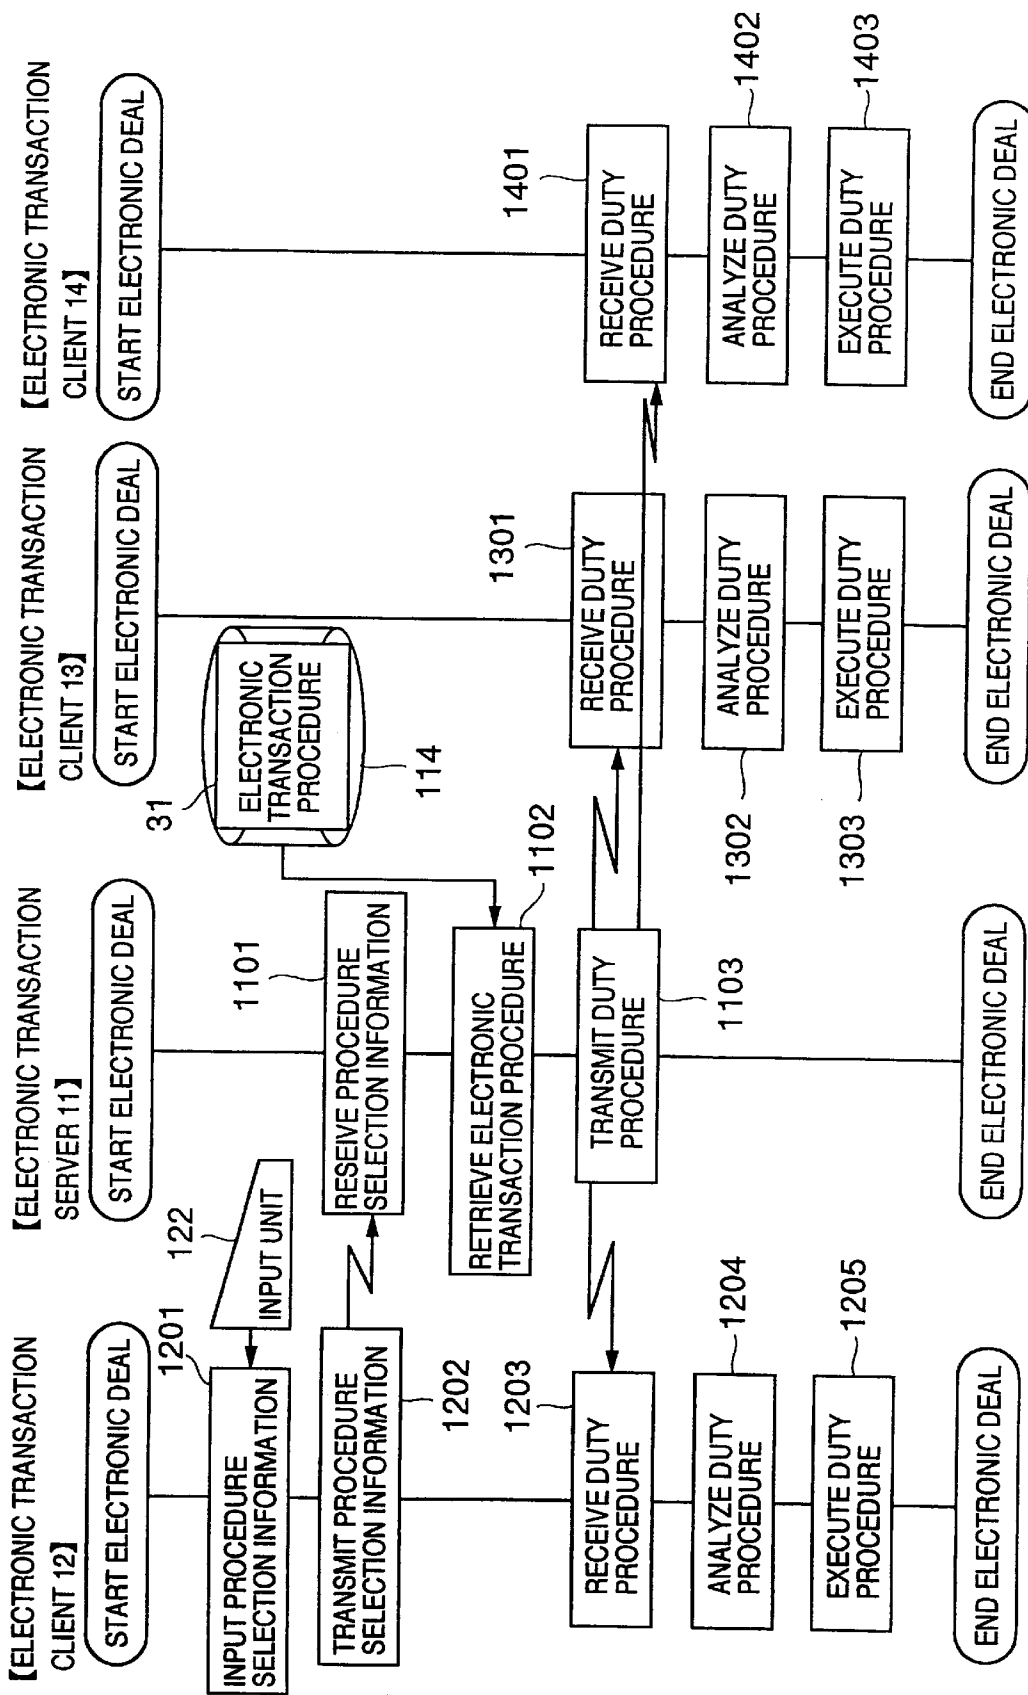 【ELECTRONIC TRANSACTION
CLIENT 12】
START ELECTRONIC DEAL
1201
INPUT PROCEDURE
SELECTION INFORMATION
122
INPUT UNIT
TRANSMIT PROCEDURE
SELECTION INFORMATION
1202
1203
RECEIVE DUTY
PROCEDURE
1204
ANALYZE DUTY
PROCEDURE
1205
EXECUTE DUTY
PROCEDURE
END ELECTRONIC DEAL
【ELECTRONIC TRANSACTION
SERVER 11】
START ELECTRONIC DEAL
1101
RESEIVE PROCEDURE
SELECTION INFORMATION
31
ELECTRONIC
TRANSACTION
PROCEDURE
114
1102
RETRIEVE ELECTRONIC
TRANSACTION PROCEDURE
TRANSMIT DUTY
PROCEDURE
1103
END ELECTRONIC DEAL
【ELECTRONIC TRANSACTION
CLIENT 13】
START ELECTRONIC DEAL
1301
RECEIVE DUTY
PROCEDURE
1302
ANALYZE DUTY
PROCEDURE
1303
EXECUTE DUTY
PROCEDURE
END ELECTRONIC DEAL
【ELECTRONIC TRANSACTION
CLIENT 14】
START ELECTRONIC DEAL
1401
RECEIVE DUTY
PROCEDURE
1402
ANALYZE DUTY
PROCEDURE
1403
EXECUTE DUTY
PROCEDURE
END ELECTRONIC DEAL